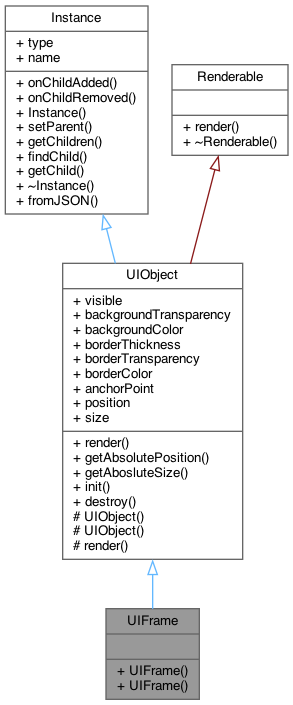 Instance
+ type
+ name
+ onChildAdded()
+ onChildRemoved()
+ Instance()
+ setParent()
+ getChildren()
+ findChild()
+ getChild()
+ ~Instance()
+ fromJSON()
Renderable
+ render()
+ ~Renderable()
UIObject
+ visible
+ backgroundTransparency
+ backgroundColor
+ borderThickness
+ borderTransparency
+ borderColor
+ anchorPoint
+ position
+ size
+ render()
+ getAbsolutePosition()
+ getAbosluteSize()
+ init()
+ destroy()
# UIObject()
# UIObject()
# render()
UIFrame
+ UIFrame()
+ UIFrame()